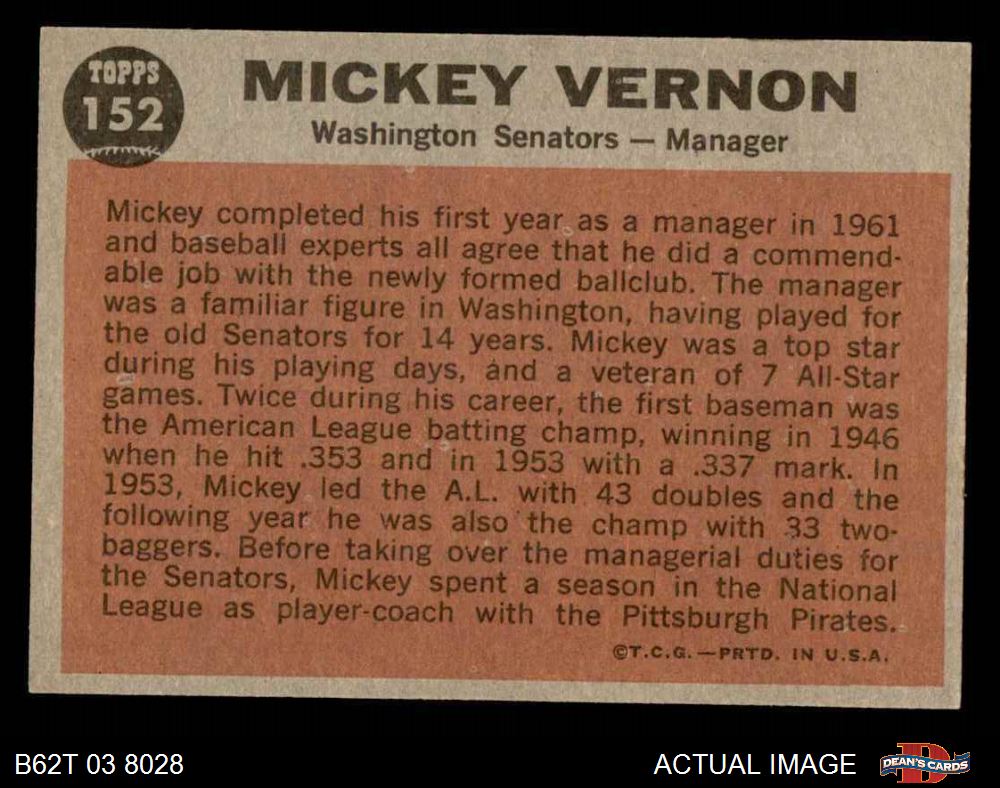 TOPPS
152
MICKEY VERNON
Washington Senators — Manager
Mickey completed his first year as a manager in 1961
and baseball experts all agree that he did a commend-
able job with the newly formed ballclub. The manager
was a familiar figure in Washington, having played for
the old Senators for 14 years. Mickey was a top star
during his playing days, and a veteran of 7 All-Star
games. Twice during his career, the first baseman was
the American League batting champ, winning in 1946
when he hit .353 and in 1953 with a .337 mark. In
1953, Mickey led the A.L. with 43 doubles and the
following year he was also the champ with 33 two-
baggers. Before taking over the managerial duties for
the Senators, Mickey spent a season in the National
League as player-coach with the Pittsburgh Pirates.
©T.C.G.—PRTD. IN U.S.A.
B62T 03 8028
ACTUAL IMAGE
DEAN'S CARDS